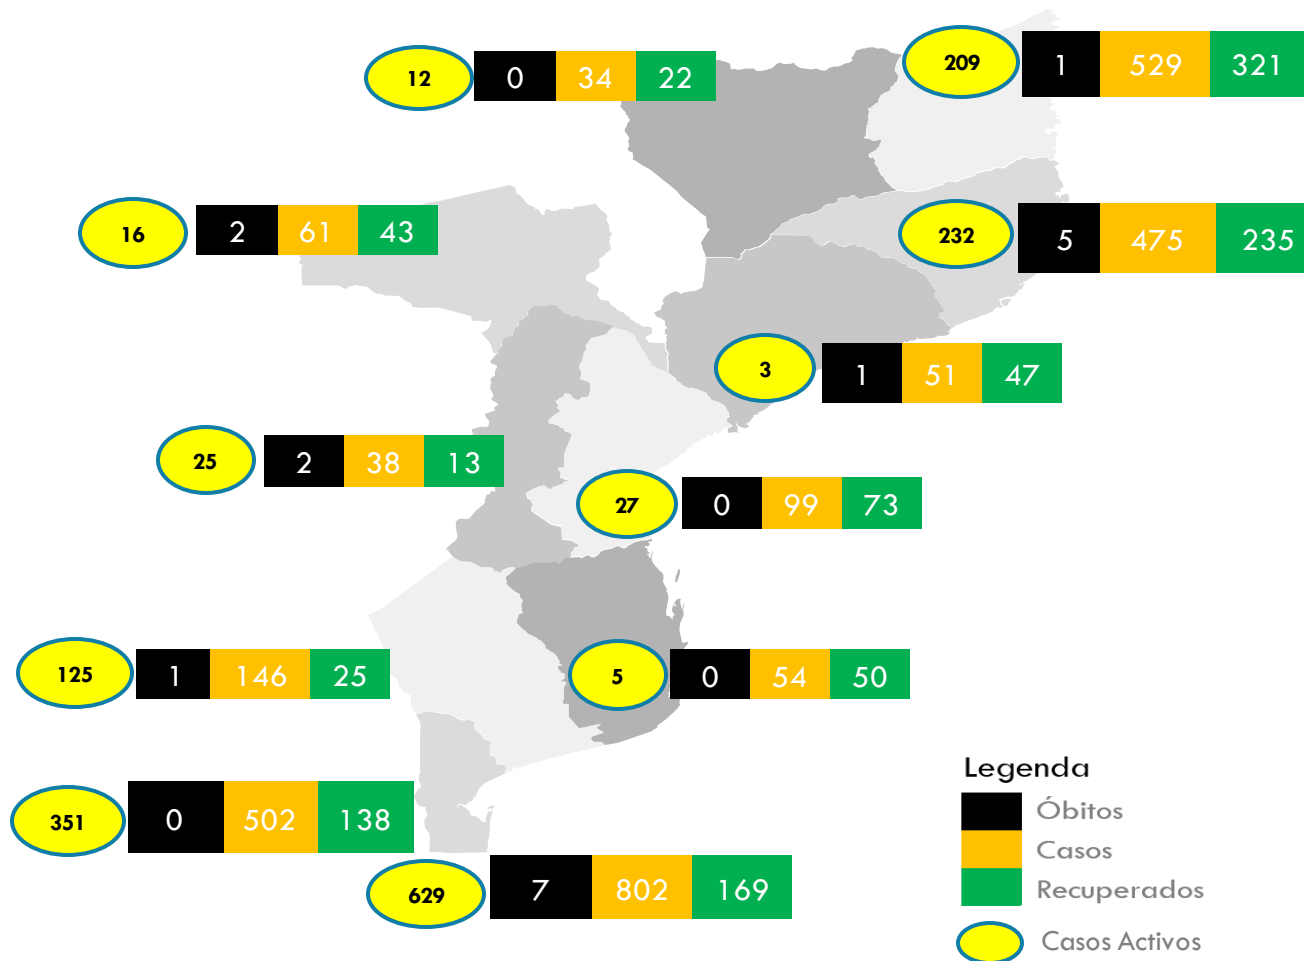 12 0 34 22
209 1 529 321
16 2 61 43
232 5 475 235
3 1 51 47
25 2 38 13
27 0 99 73
125 1 146 25
5 0 54 50
351 0 502 138
629 7 802 169
Legenda
Óbitos
Casos
Recuperados
Casos Activos